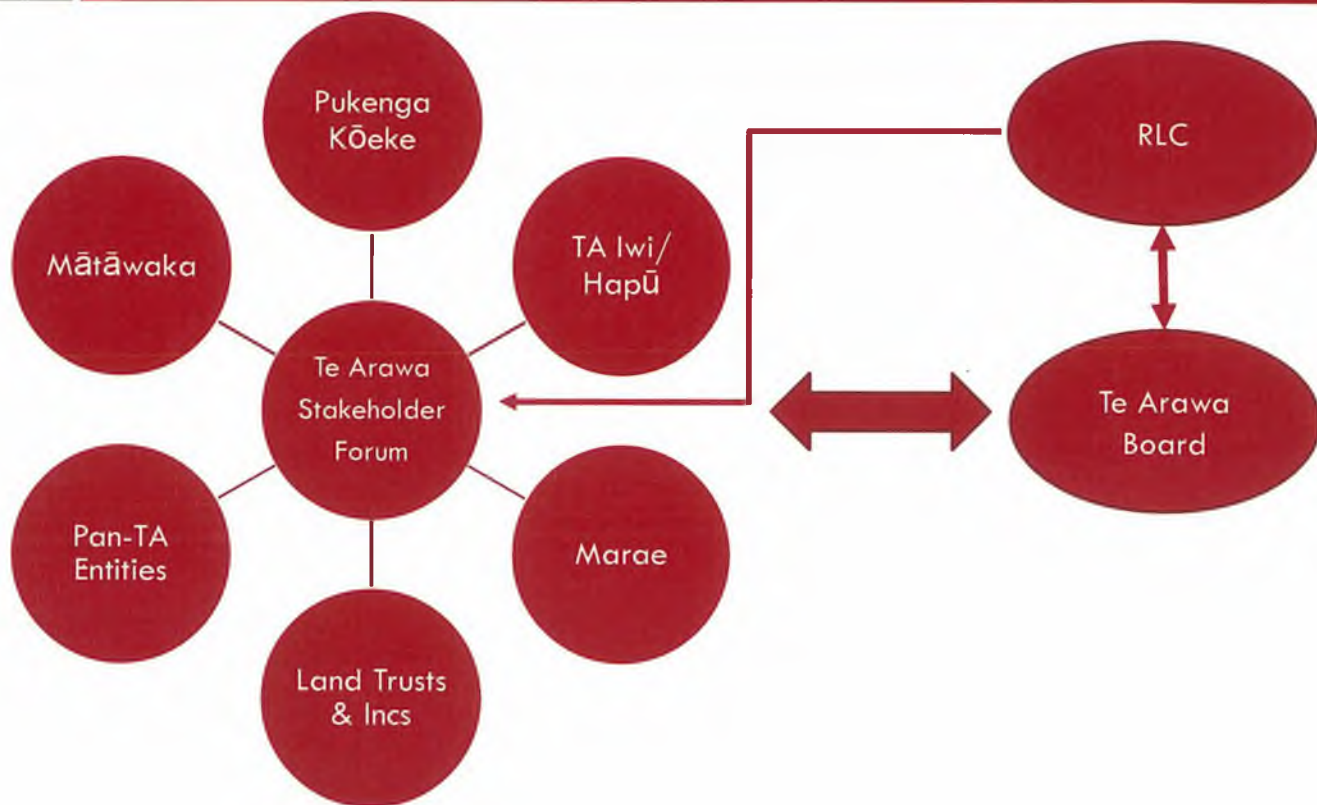 Pukenga
Kōeke
RLC
Mātāwaka
TA Iwi/
Hapū
Te Arawa
Stakeholder
Forum
Te Arawa
Board
Pan-TA
Entities
Marae
Land Trusts
& Incs